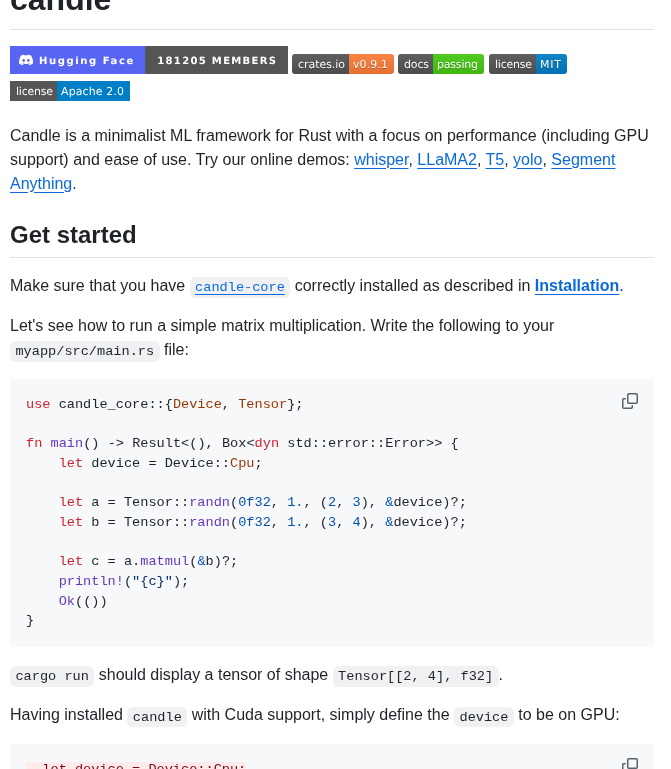 candle
Hugging Face 181205 MEMBERS crates.io v0.9.1 docs passing license MIT
license Apache 2.0
Candle is a minimalist ML framework for Rust with a focus on performance (including GPU
support) and ease of use. Try our online demos: whisper, LLaMA2, T5, yolo, Segment
Anything.
Get started
Make sure that you have candle-core correctly installed as described in Installation.
Let's see how to run a simple matrix multiplication. Write the following to your
myapp/src/main.rs file:
use candle_core::{Device, Tensor};
fn main() -> Result<(), Box<dyn std::error::Error>> {
    let device = Device::Cpu;
    let a = Tensor::randn(0f32, 1., (2, 3), &device)?;
    let b = Tensor::randn(0f32, 1., (3, 4), &device)?;
    let c = a.matmul(&b)?;
    println!("{c}");
    Ok(())
}
cargo run should display a tensor of shape Tensor[[2, 4], f32].
Having installed candle with Cuda support, simply define the device to be on GPU:
- let device = Device::Cpu;